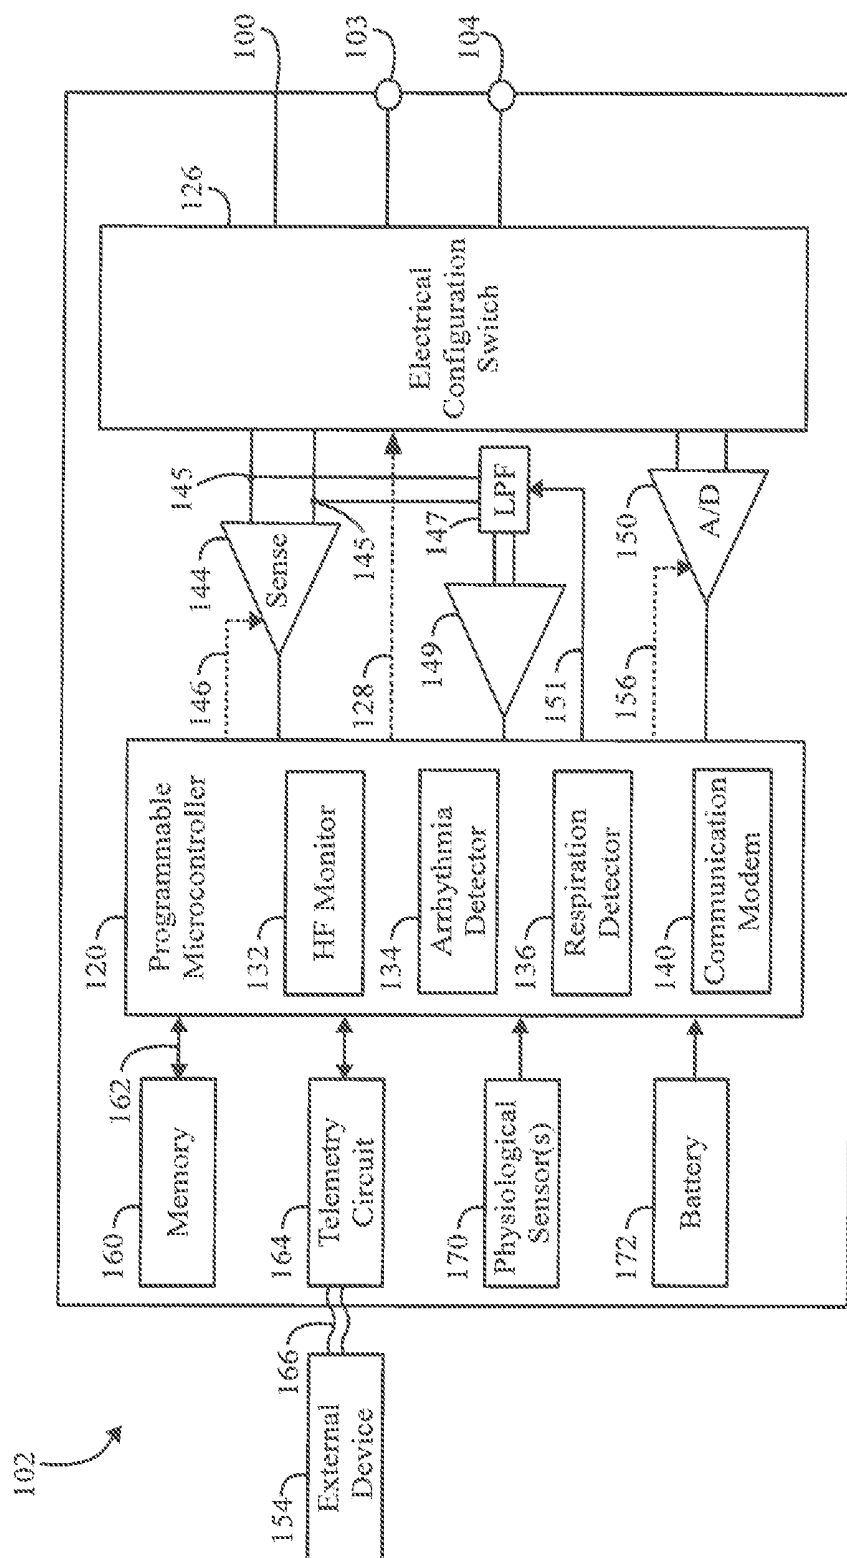 102
154
External
Device
166
160
Memory
162
164
Telemetry
Circuit
170
Physiological
Sensor(s)
172
Battery
120
Programmable
Microcontroller
132
HF Monitor
134
Arrhythmia
Detector
136
Respiration
Detector
140
Communication
Modem
146
144
Sense
145
145
128
149
147
LPF
151
156
150
A/D
126
Electrical
Configuration
Switch
100
103
104